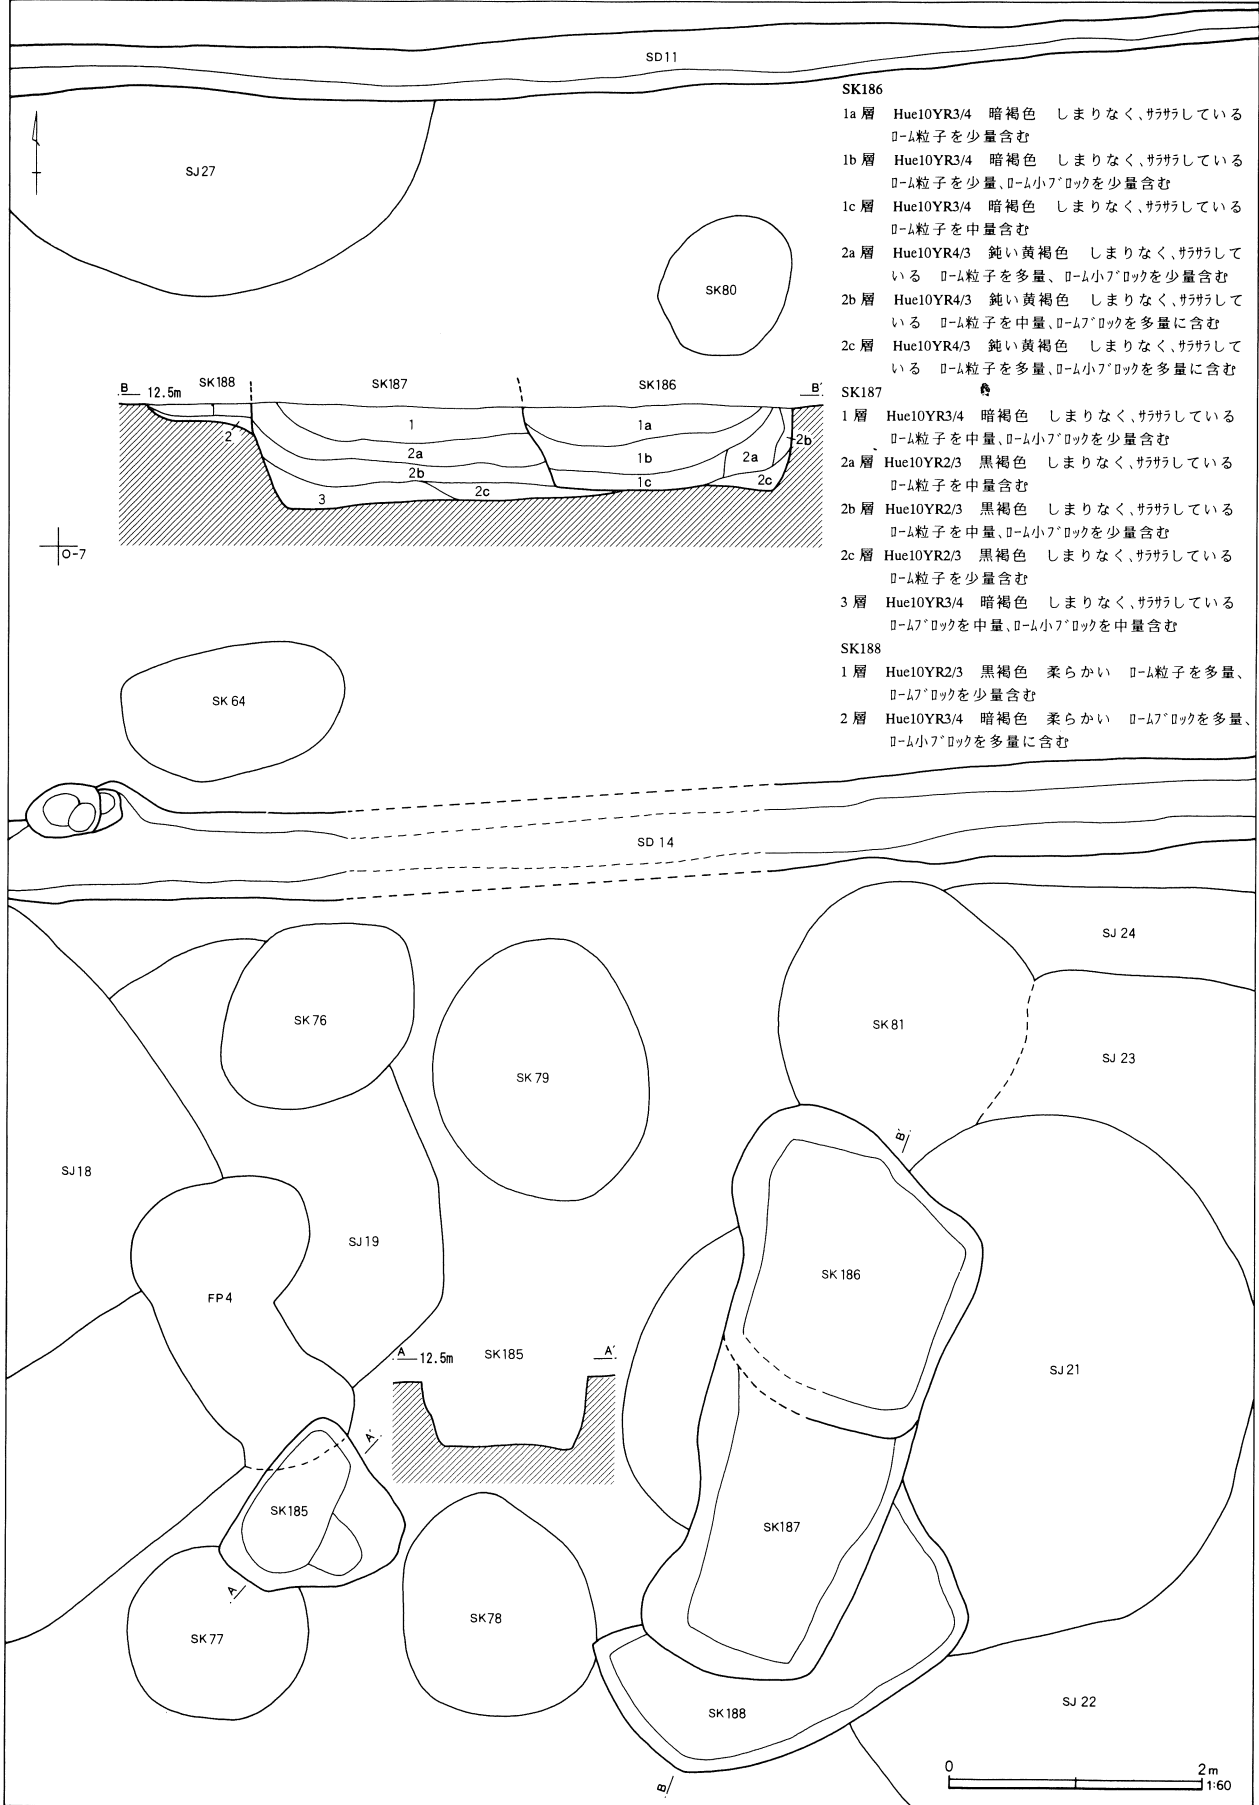 SD11
SJ27
SK80
SK186
1a 層 Hue10YR3/4 暗褐色 しまりなく、ｻﾗｻﾗしている
ﾛｰﾑ粒子を少量含む
1b 層 Hue10YR3/4 暗褐色 しまりなく、ｻﾗｻﾗしている
ﾛｰﾑ粒子を少量、ﾛｰﾑ小ﾌﾞﾛｯｸを少量含む
1c 層 Hue10YR3/4 暗褐色 しまりなく、ｻﾗｻﾗしている
ﾛｰﾑ粒子を中量含む
2a 層 Hue10YR4/3 鈍い黄褐色 しまりなく、ｻﾗｻﾗして
いる ﾛｰﾑ粒子を多量、ﾛｰﾑ小ﾌﾞﾛｯｸを少量含む
2b 層 Hue10YR4/3 鈍い黄褐色 しまりなく、ｻﾗｻﾗして
いる ﾛｰﾑ粒子を中量、ﾛｰﾑﾌﾞﾛｯｸを多量に含む
2c 層 Hue10YR4/3 鈍い黄褐色 しまりなく、ｻﾗｻﾗして
いる ﾛｰﾑ粒子を多量、ﾛｰﾑ小ﾌﾞﾛｯｸを多量に含む
SK187
1 層 Hue10YR3/4 暗褐色 しまりなく、ｻﾗｻﾗしている
ﾛｰﾑ粒子を中量、ﾛｰﾑ小ﾌﾞﾛｯｸを少量含む
2a 層 Hue10YR2/3 黒褐色 しまりなく、ｻﾗｻﾗしている
ﾛｰﾑ粒子を中量含む
2b 層 Hue10YR2/3 黒褐色 しまりなく、ｻﾗｻﾗしている
ﾛｰﾑ粒子を中量、ﾛｰﾑ小ﾌﾞﾛｯｸを少量含む
2c 層 Hue10YR2/3 黒褐色 しまりなく、ｻﾗｻﾗしている
ﾛｰﾑ粒子を少量含む
3 層 Hue10YR3/4 暗褐色 しまりなく、ｻﾗｻﾗしている
ﾛｰﾑﾌﾞﾛｯｸを中量、ﾛｰﾑ小ﾌﾞﾛｯｸを中量含む
SK188
1 層 Hue10YR2/3 黒褐色 柔らかい ﾛｰﾑ粒子を多量、
ﾛｰﾑﾌﾞﾛｯｸを少量含む
2 層 Hue10YR3/4 暗褐色 柔らかい ﾛｰﾑﾌﾞﾛｯｸを多量、
ﾛｰﾑ小ﾌﾞﾛｯｸを多量に含む
B 12.5m SK188 SK187 SK186 B′
1 1a
2 2a 1b 2a 2b
2b 1c 2c
3 2c
O-7
SK 64
SD 14
SJ 24
SK 76
SK 81
SJ 23
SK 79
B′
SJ 18
SJ 19
SK 186
FP 4
A 12.5m SK185 A′
SJ 21
A′
SK185
SK187
A
SK77
SK78
SJ 22
SK188
B
0 2m
1:60